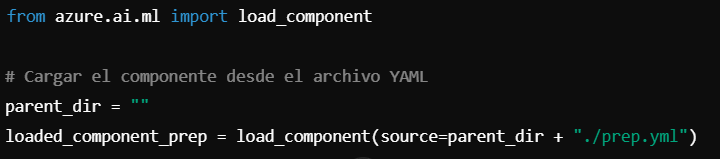 from azure.ai.ml import load_component
# Cargar el componente desde el archivo YAML
parent_dir = ""
loaded_component_prep = load_component(source=parent_dir + "./prep.yml")